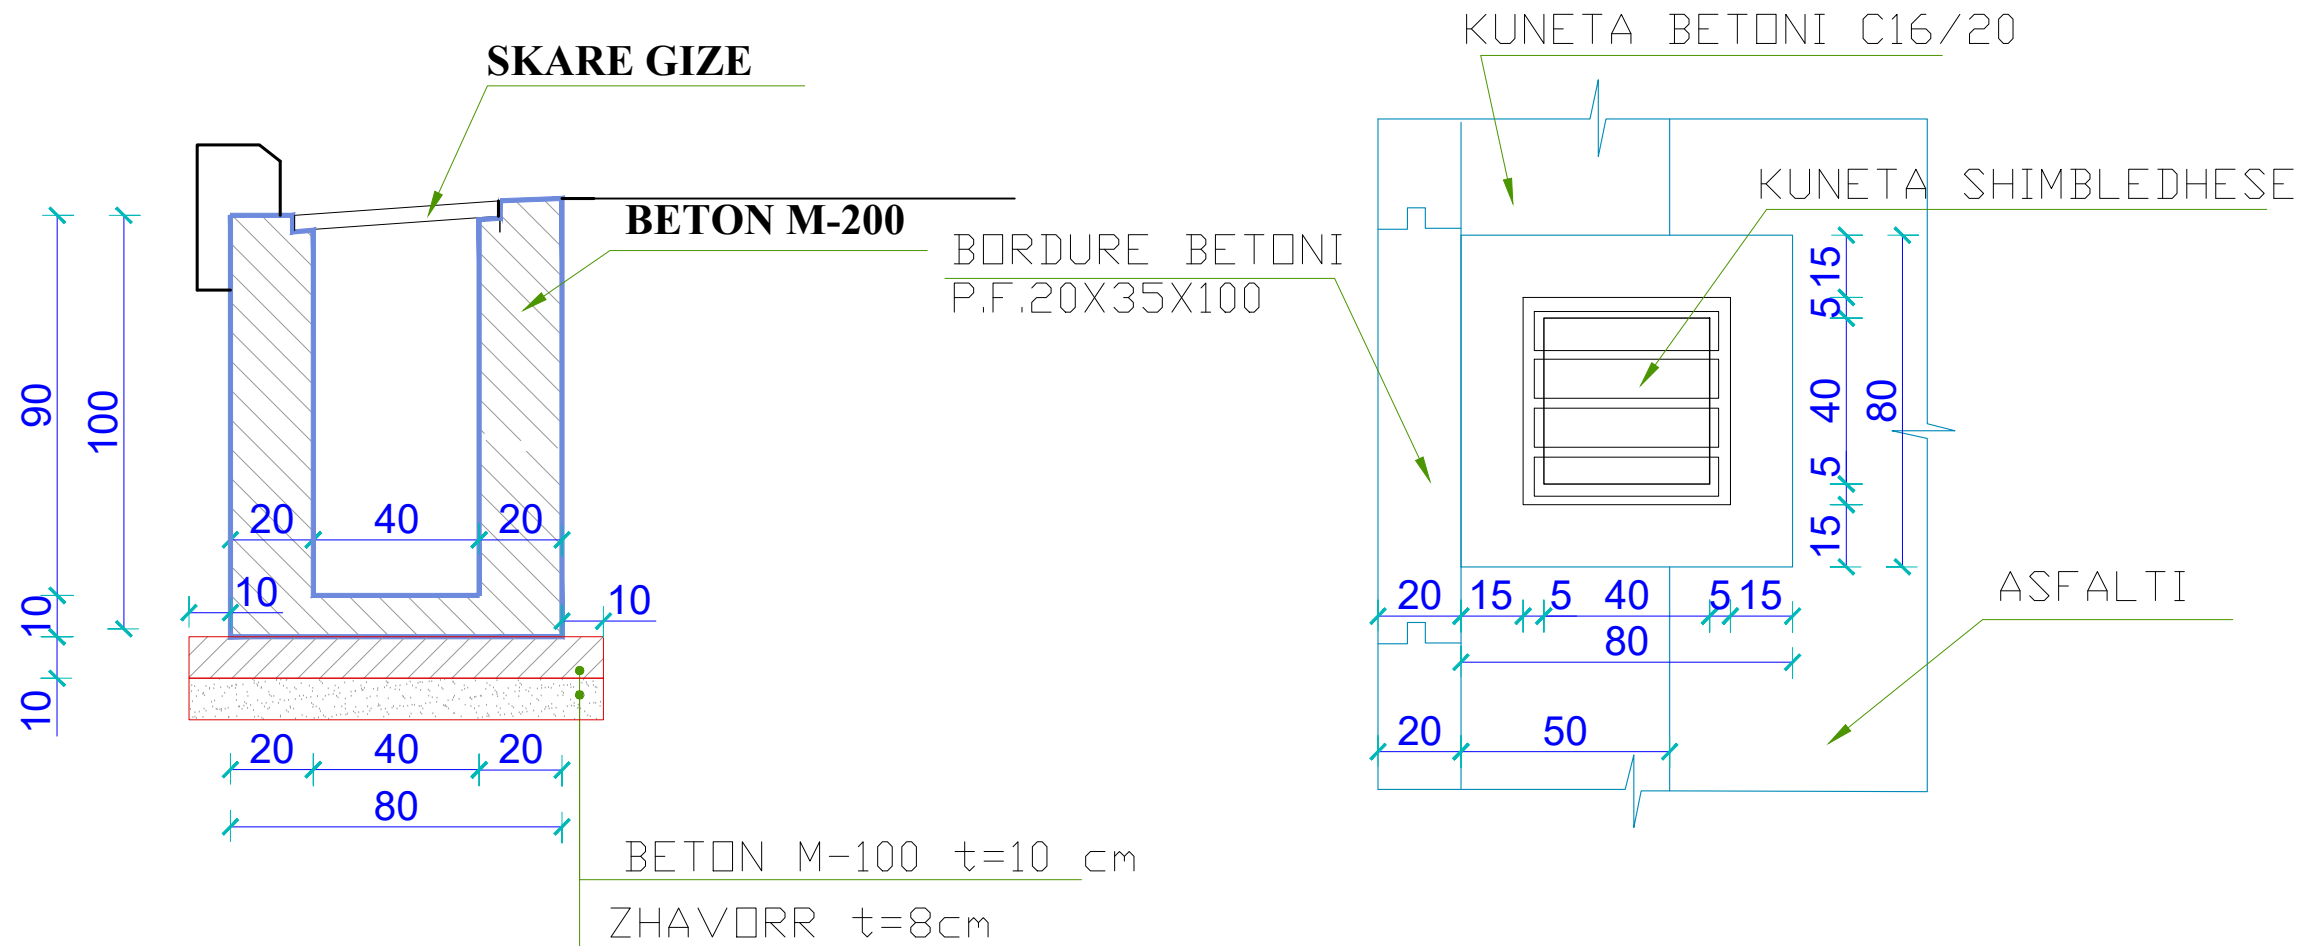 SKARE GIZE
BETON M-200
90
100
10
10
20 40 20
10
10
20 40 20
80
BETON M-100 t=10 cm
ZHAVORR t=8cm
KUNETA BETONI C16/20
KUNETA SHIMBLEDHESE
BORDURE BETONI
P.F.20X35X100
15
5
40
80
5
15
20 15 5 40 5 15
80
20 50
ASFALTI